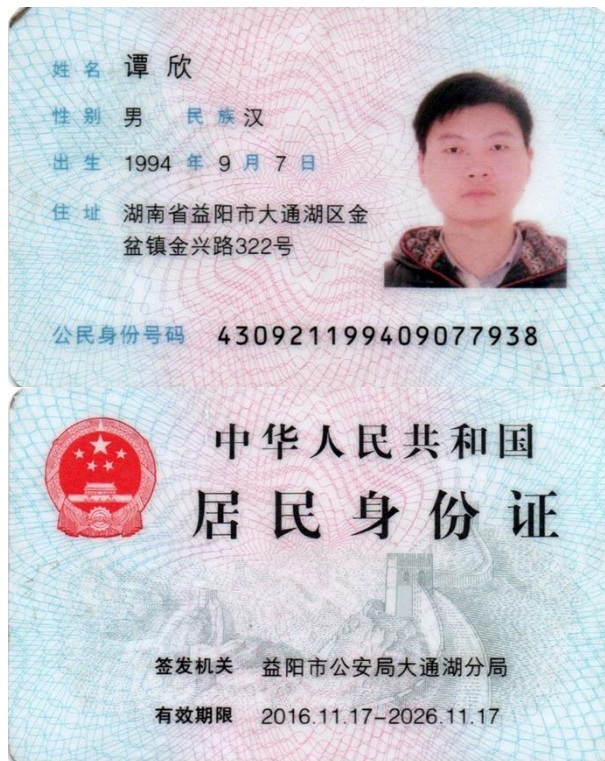 姓名 谭欣
性别 男 民族 汉
出生 1994 年 9 月 7 日
住址 湖南省益阳市大通湖区金
盆镇金兴路322号
公民身份号码 430921199409077938
中华人民共和国
居民身份证
签发机关 益阳市公安局大通湖分局
有效期限 2016.11.17-2026.11.17